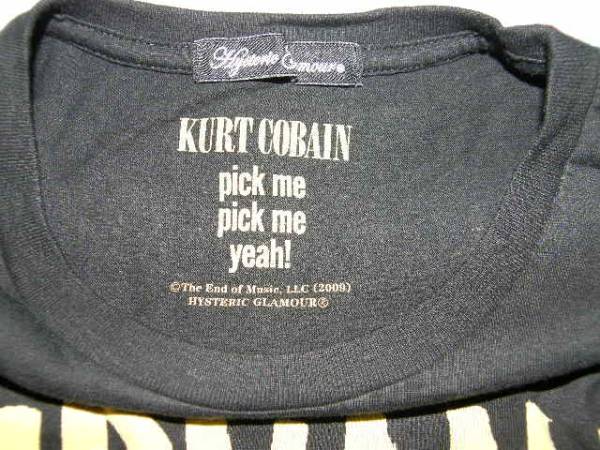 Hysteric Glamour
KURT COBAIN
pick me
pick me
yeah!
©The End of Music, LLC (2009)
HYSTERIC GLAMOUR®